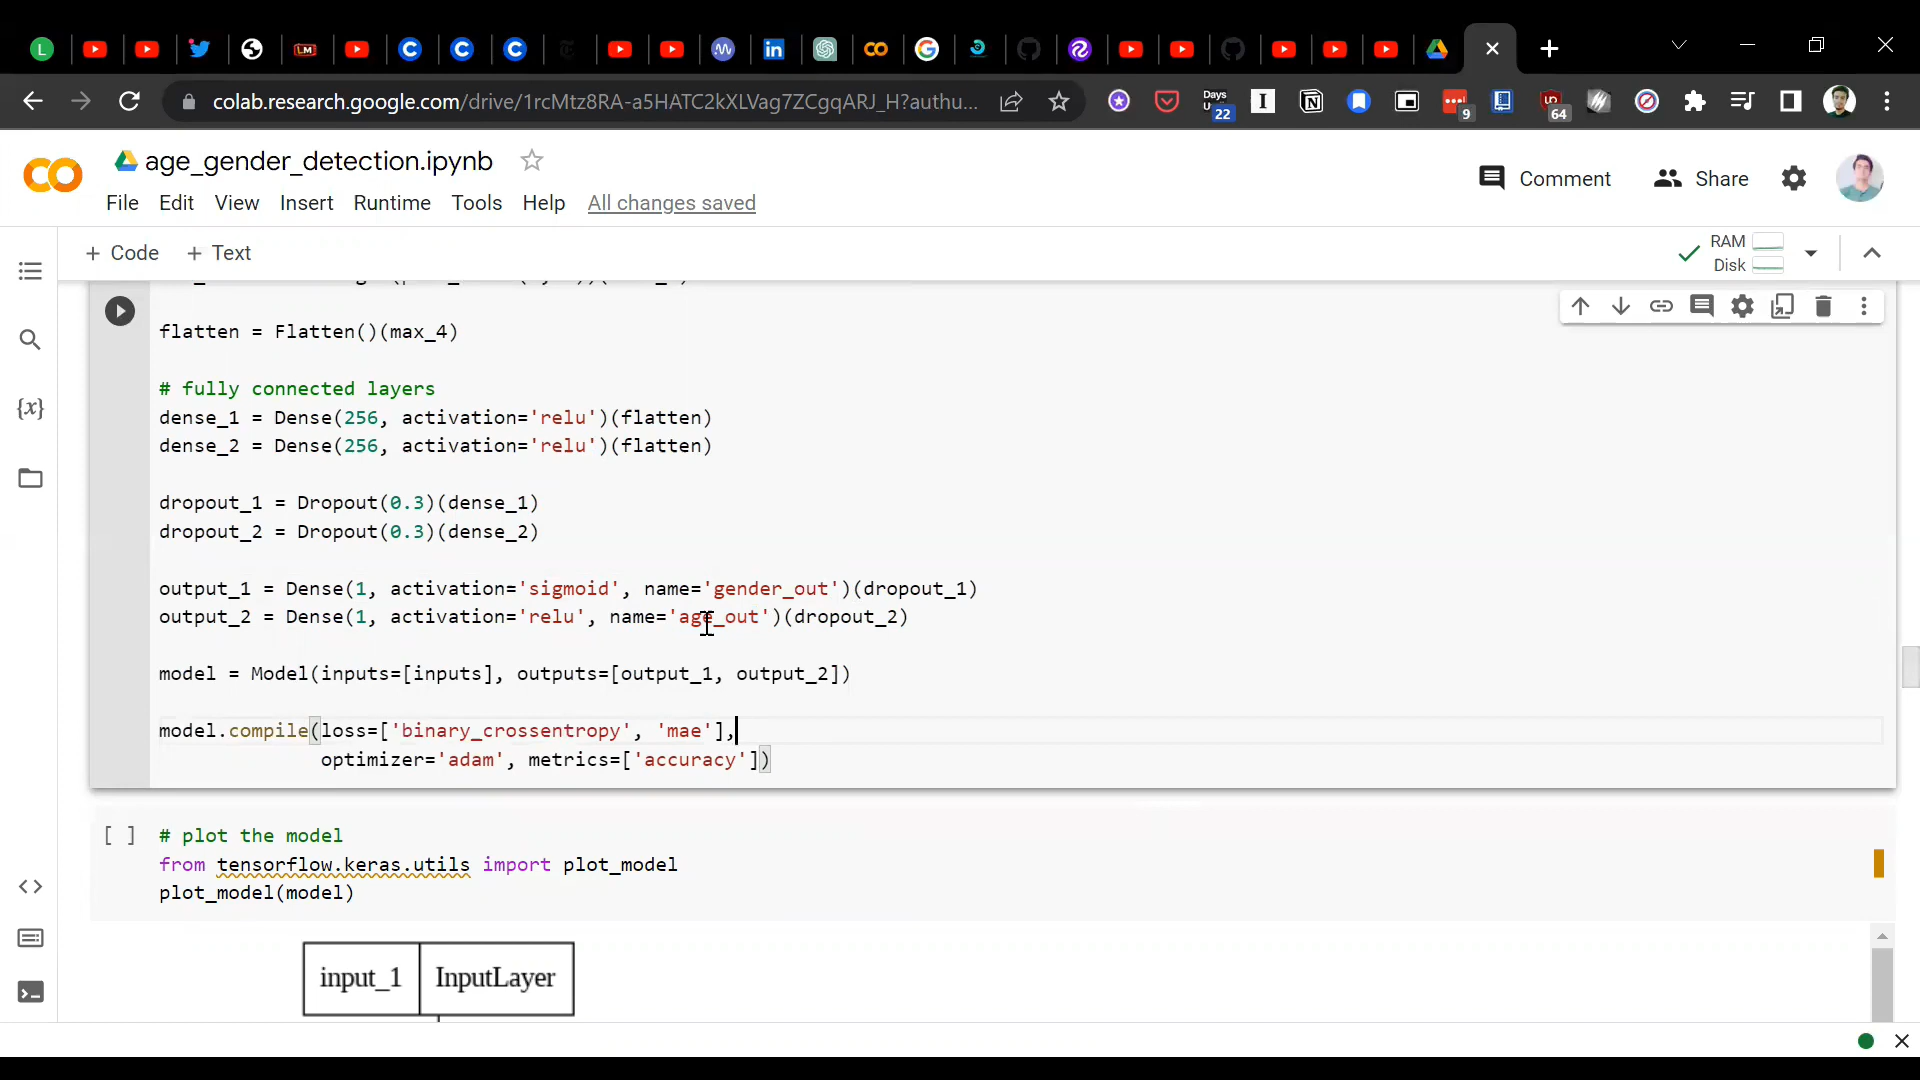 colab.research.google.com/drive/1rcMtz8RA-a5HATC2kXLVag7ZCgqARJ_H?authu...
Days
22
9
64
age_gender_detection.ipynb
Comment
Share
File Edit View Insert Runtime Tools Help All changes saved
+ Code + Text
RAM
Disk
flatten = Flatten()(max_4)
# fully connected layers
dense_1 = Dense(256, activation='relu')(flatten)
dense_2 = Dense(256, activation='relu')(flatten)
dropout_1 = Dropout(0.3)(dense_1)
dropout_2 = Dropout(0.3)(dense_2)
output_1 = Dense(1, activation='sigmoid', name='gender_out')(dropout_1)
output_2 = Dense(1, activation='relu', name='age_out')(dropout_2)
model = Model(inputs=[inputs], outputs=[output_1, output_2])
model.compile(loss=['binary_crossentropy', 'mae'],
optimizer='adam', metrics=['accuracy'])
[ ] # plot the model
from tensorflow.keras.utils import plot_model
plot_model(model)
input_1 InputLayer